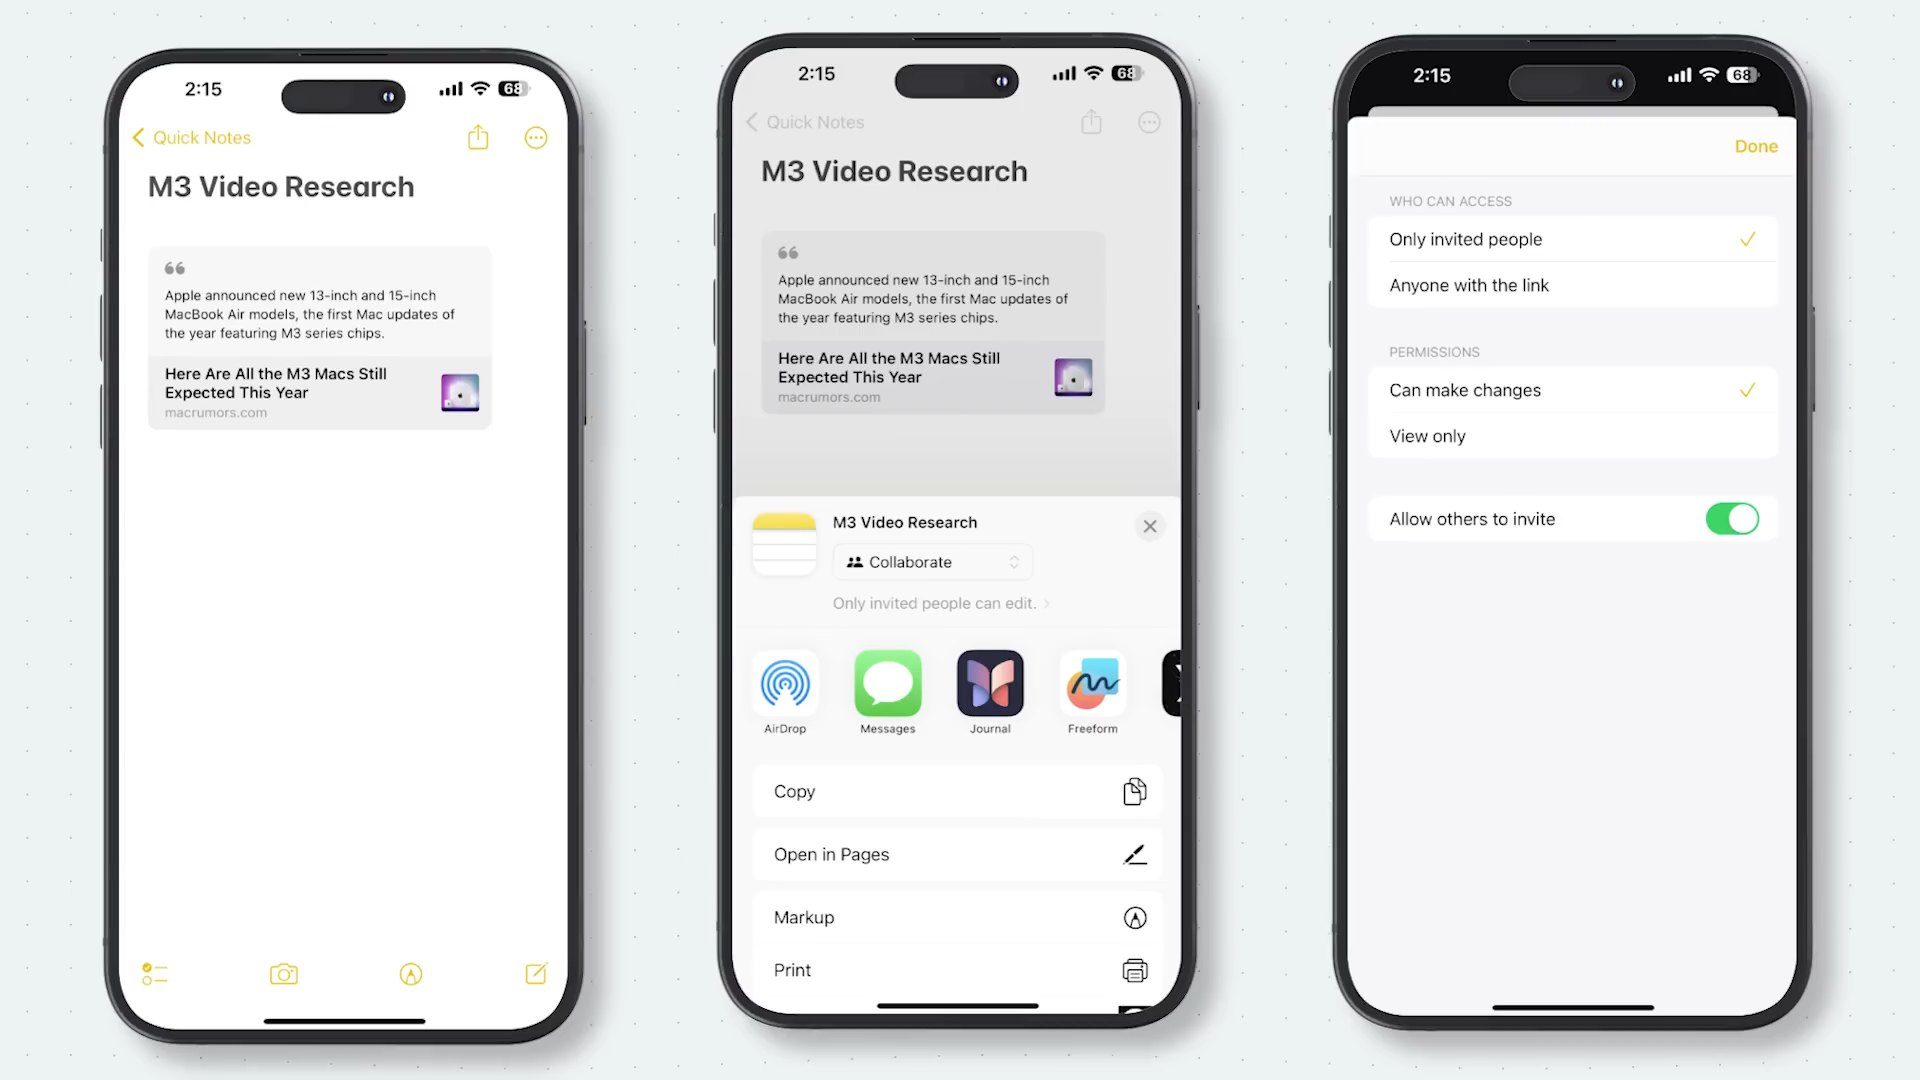 2:15
68
Quick Notes
M3 Video Research
Apple announced new 13-inch and 15-inch
MacBook Air models, the first Mac updates of
the year featuring M3 series chips.
Here Are All the M3 Macs Still
Expected This Year
macrumors.com
2:15
68
Quick Notes
M3 Video Research
Apple announced new 13-inch and 15-inch
MacBook Air models, the first Mac updates of
the year featuring M3 series chips.
Here Are All the M3 Macs Still
Expected This Year
macrumors.com
M3 Video Research
Collaborate
Only invited people can edit.
AirDrop
Messages
Journal
Freeform
Copy
Open in Pages
Markup
Print
2:15
68
Done
WHO CAN ACCESS
Only invited people
Anyone with the link
PERMISSIONS
Can make changes
View only
Allow others to invite